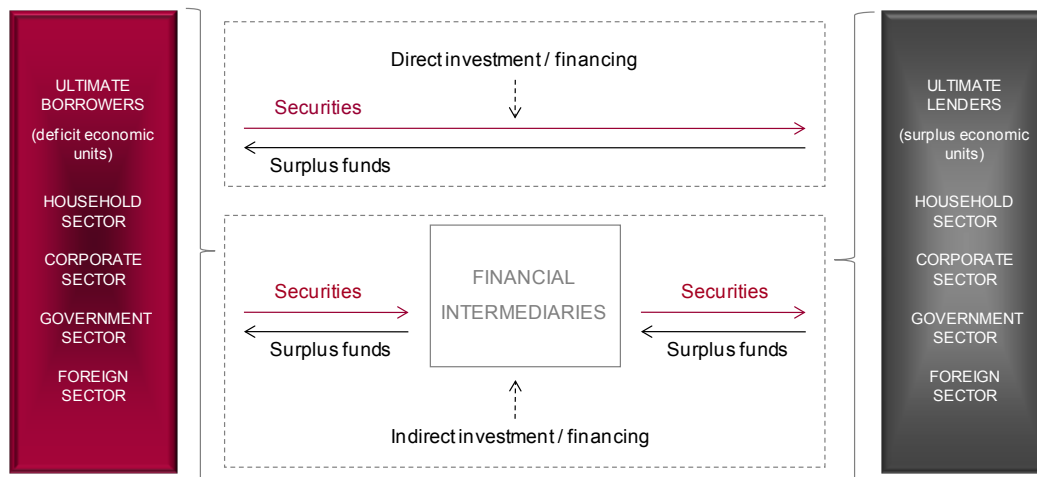 ULTIMATE
BORROWERS
(deficit economic
units)
HOUSEHOLD
SECTOR
CORPORATE
SECTOR
GOVERNMENT
SECTOR
FOREIGN
SECTOR
Direct investment / financing
Securities
Surplus funds
FINANCIAL
INTERMEDIARIES
Securities
Surplus funds
Securities
Surplus funds
Indirect investment / financing
ULTIMATE
LENDERS
(surplus economic
units)
HOUSEHOLD
SECTOR
CORPORATE
SECTOR
GOVERNMENT
SECTOR
FOREIGN
SECTOR